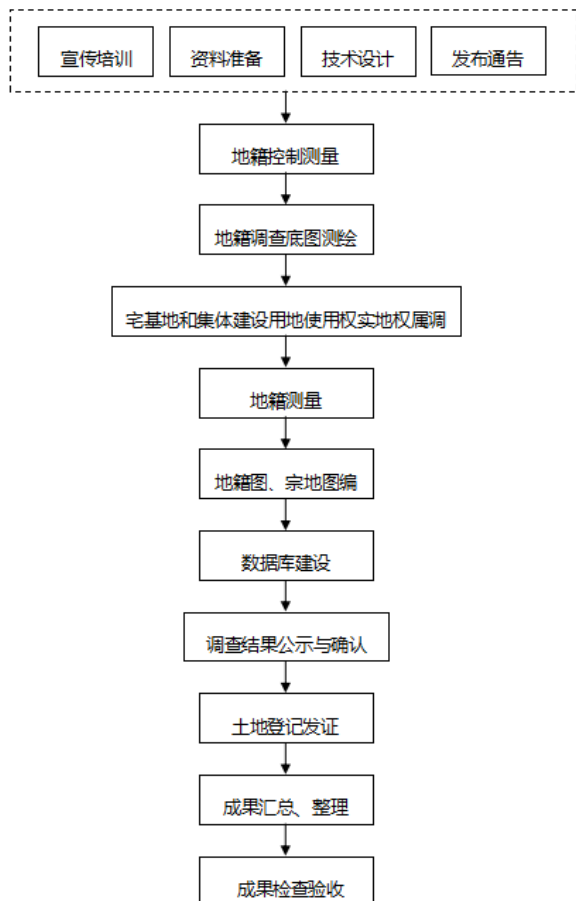 宣传培训 资料准备 技术设计 发布通告
地籍控制测量
地籍调查底图测绘
宅基地和集体建设用地使用权实地权属调
地籍测量
地籍图、宗地图编
数据库建设
调查结果公示与确认
土地登记发证
成果汇总、整理
成果检查验收